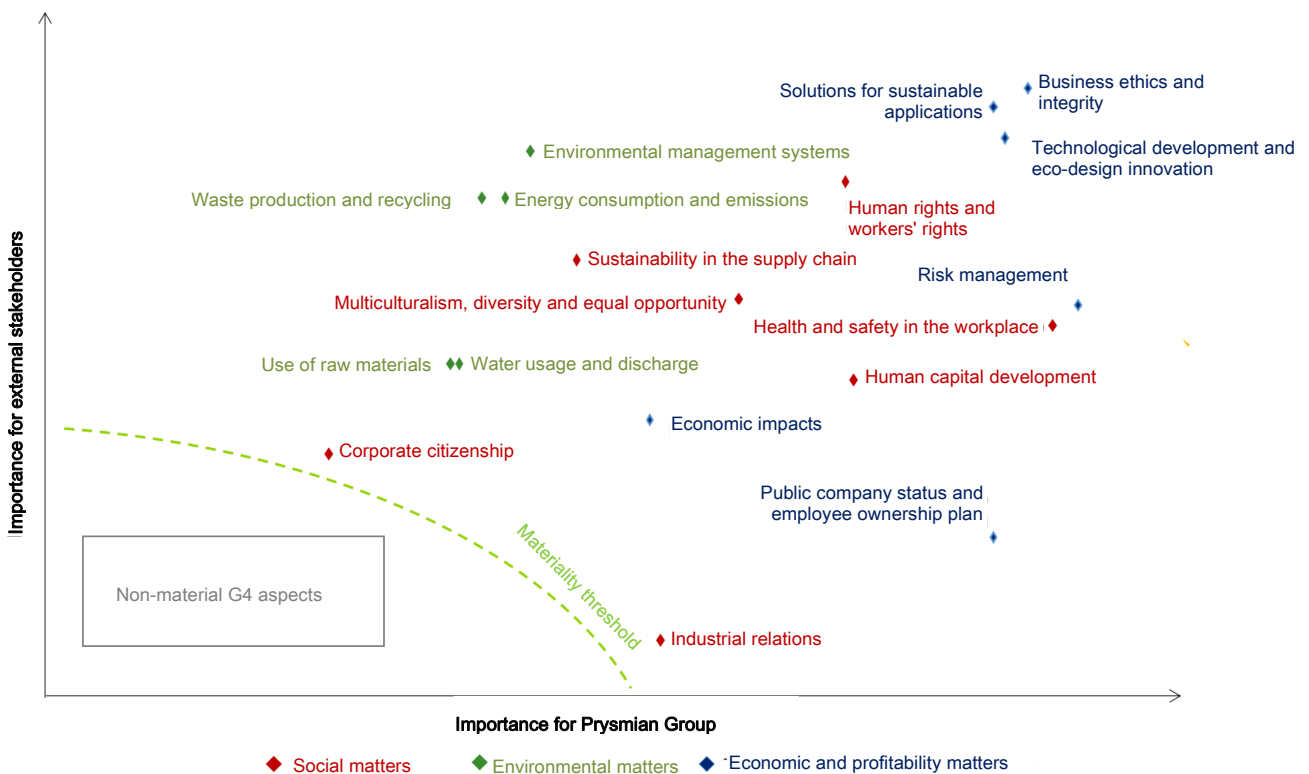 Importance for external stakeholders
Solutions for sustainable
applications
Business ethics and
integrity
Technological development and
eco-design innovation
Environmental management systems
Waste production and recycling
Energy consumption and emissions
Human rights and
workers' rights
Sustainability in the supply chain
Risk management
Multiculturalism, diversity and equal opportunity
Health and safety in the workplace
Use of raw materials
Water usage and discharge
Human capital development
Economic impacts
Corporate citizenship
Public company status and
employee ownership plan
Materiality threshold
Non-material G4 aspects
Industrial relations
Importance for Prysmian Group
Social matters
Environmental matters
Economic and profitability matters